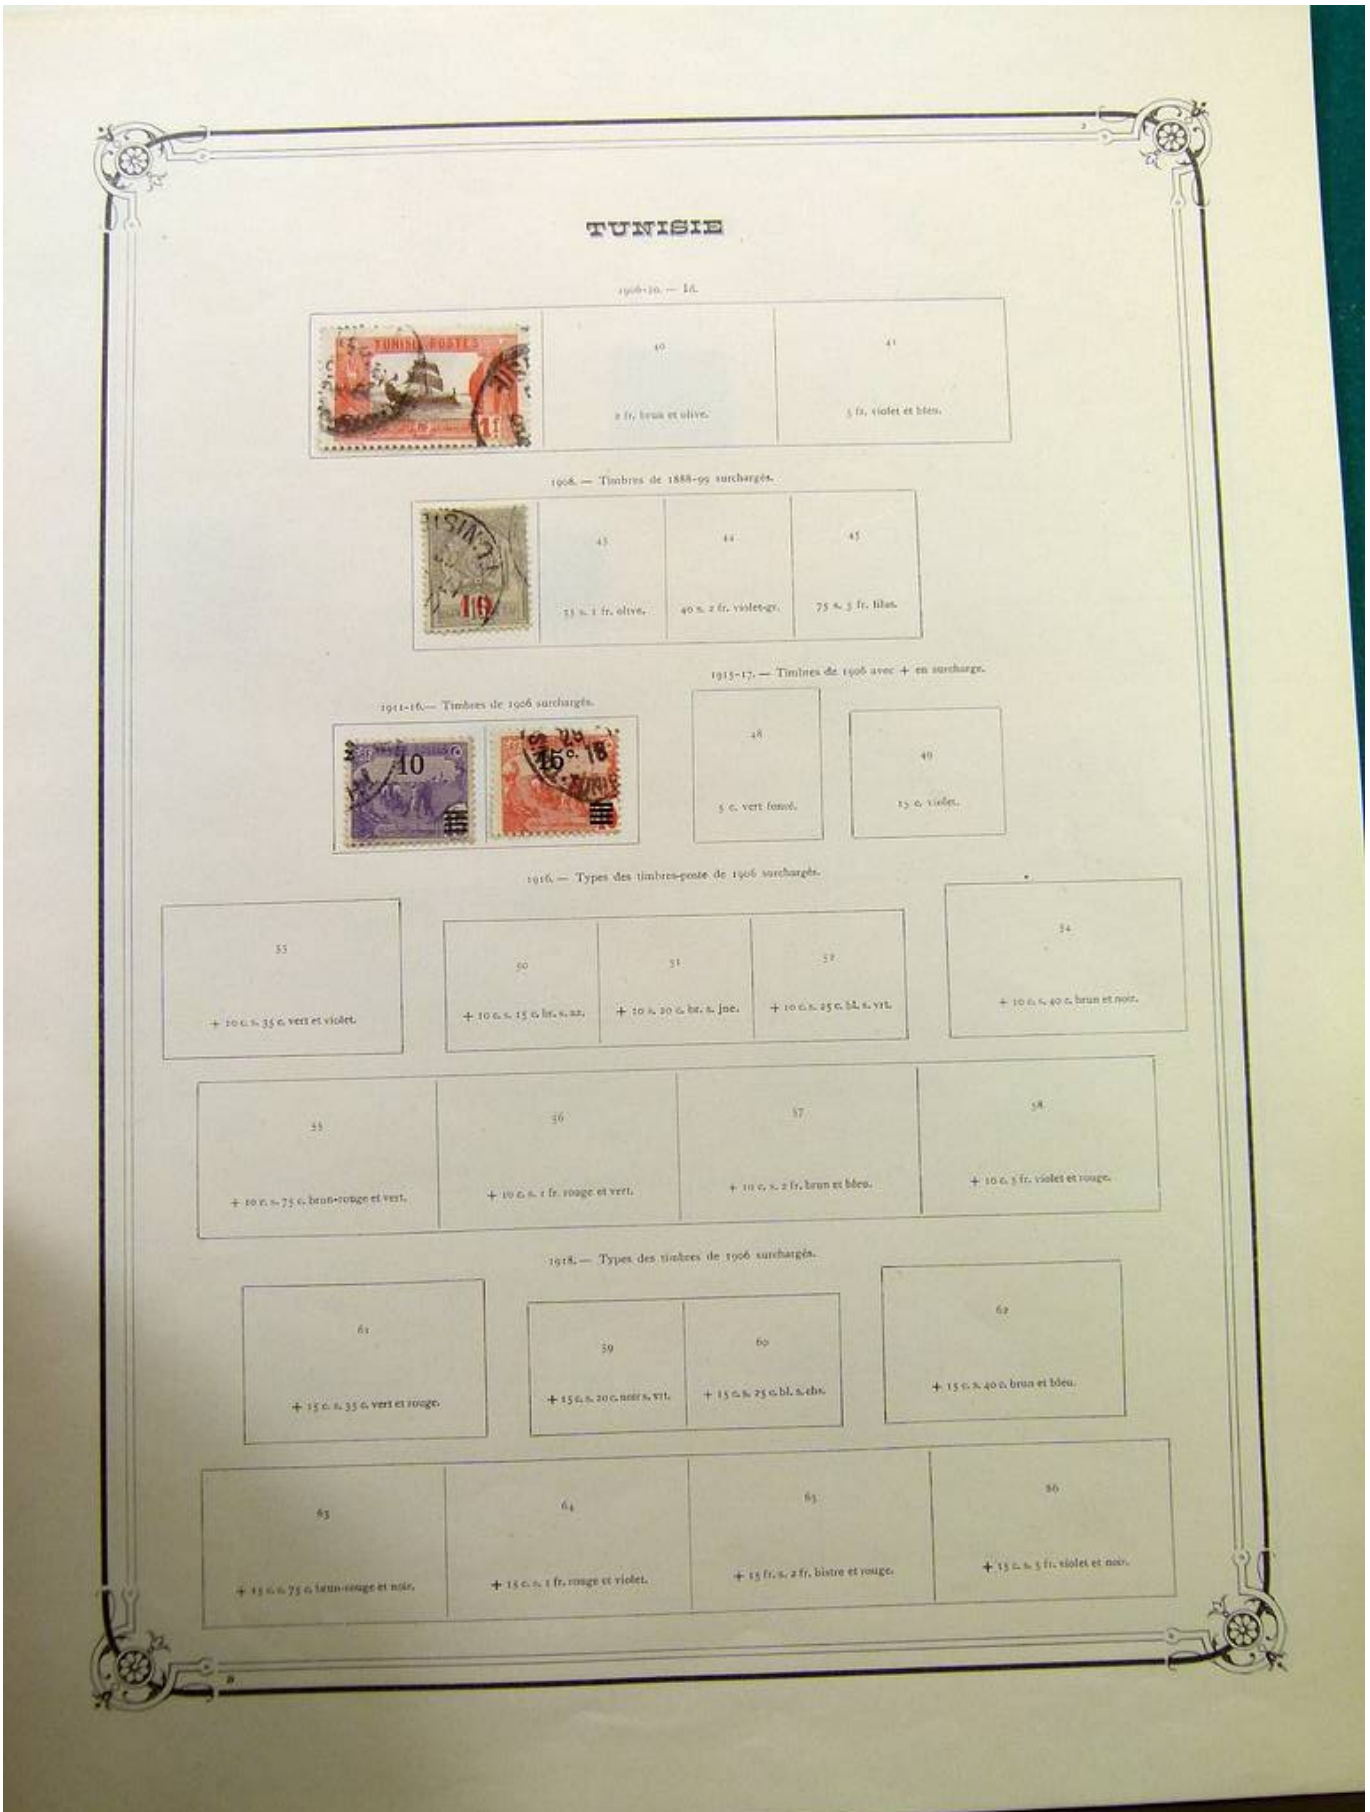 2
TUNISIE
1906-20. — Id.
TUNISIE POSTES
1f
40
2 fr. brun et olive.
41
5 fr. violet et bleu.
1908. — Timbres de 1888-99 surchargés.
10
43
35 s. 1 fr. olive.
44
40 s. 2 fr. violet-gr.
45
75 s. 5 fr. lilas.
1911-16.— Timbres de 1906 surchargés.
10
15c.
28
18
1915-17. — Timbres de 1906 avec + en surcharge.
48
5 c. vert foncé.
49
15 c. violet.
1916. — Types des timbres-poste de 1906 surchargés.
53
+ 10 c. s. 35 c. vert et violet.
50
+ 10 c. s. 15 c. br. s. az.
51
+ 10 s. 20 c. br. s. jne.
52
+ 10 c. s. 25 c. bl. s. vrt.
54
+ 10 c. s. 40 c. brun et noir.
55
+ 10 c. s. 75 c. brun-rouge et vert.
56
+ 10 c. s. 1 fr. rouge et vert.
57
+ 10 c. s. 2 fr. brun et bleu.
58
+ 10 c. 5 fr. violet et rouge.
1918. — Types des timbres de 1906 surchargés.
61
+ 15 c. s. 35 c. vert et rouge.
59
+ 15 c. s. 20 c. noir s. vrt.
60
+ 15 c. s. 25 c. bl. s. chs.
62
+ 15 c. s. 40 c. brun et bleu.
63
+ 15 c. s. 75 c. brun-rouge et noir.
64
+ 15 c. s. 1 fr. rouge et violet.
65
+ 15 fr. s. 2 fr. bistre et rouge.
86
+ 15 c. s. 5 fr. violet et noir.